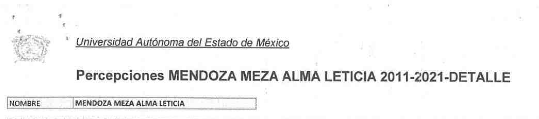 Universidad Autónoma del Estado de México
Percepciones MENDOZA MEZA ALMA LETICIA 2011-2021-DETALLE
NOMBRE MENDOZA MEZA ALMA LETICIA